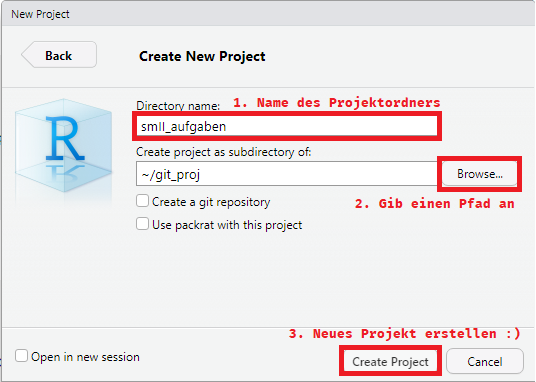 New Project
Back
Create New Project
R
Directory name:
1. Name des Projektordners
smll_aufgaben
Create project as subdirectory of:
~/git_proj
Browse...
Create a git repository
2. Gib einen Pfad an
Use packrat with this project
3. Neues Projekt erstellen :)
Open in new session
Create Project
Cancel